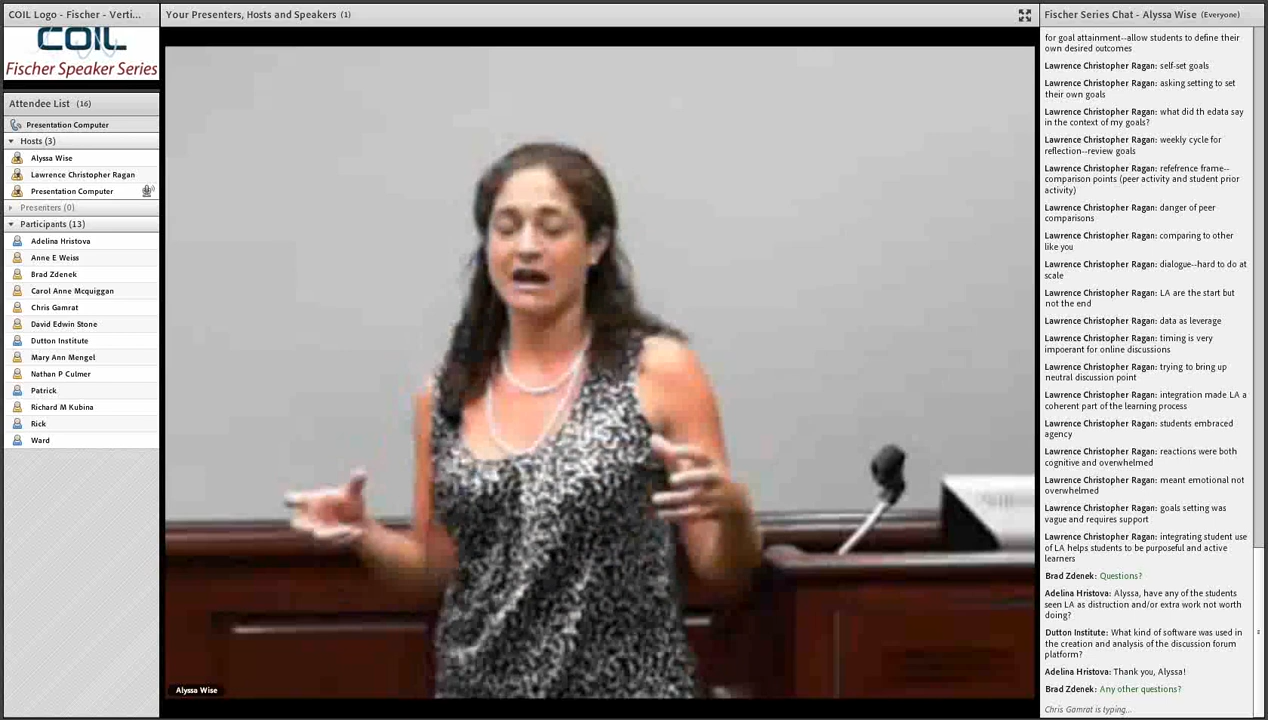 COIL Logo - Fischer - Verti...
COIL
Fischer Speaker Series
Attendee List (16)
Presentation Computer
Hosts (3)
Alyssa Wise
Lawrence Christopher Ragan
Presentation Computer
Presenters (0)
Participants (13)
Adelina Hristova
Anne E Weiss
Brad Zdenek
Carol Anne Mcquiggan
Chris Gamrat
David Edwin Stone
Dutton Institute
Mary Ann Mengel
Nathan P Culmer
Patrick
Richard M Kubina
Rick
Ward
Your Presenters, Hosts and Speakers (1)
Alyssa Wise
Fischer Series Chat - Alyssa Wise (Everyone)
for goal attainment--allow students to define their
own desired outcomes
Lawrence Christopher Ragan: self-set goals
Lawrence Christopher Ragan: asking setting to set
their own goals
Lawrence Christopher Ragan: what did th edata say
in the context of my goals?
Lawrence Christopher Ragan: weekly cycle for
reflection--review goals
Lawrence Christopher Ragan: refefrence frame--
comparison points (peer activity and student prior
activity)
Lawrence Christopher Ragan: danger of peer
comparisons
Lawrence Christopher Ragan: comparing to other
like you
Lawrence Christopher Ragan: dialogue--hard to do at
scale
Lawrence Christopher Ragan: LA are the start but
not the end
Lawrence Christopher Ragan: data as leverage
Lawrence Christopher Ragan: timing is very
impoerant for online discussions
Lawrence Christopher Ragan: trying to bring up
neutral discussion point
Lawrence Christopher Ragan: integration made LA a
coherent part of the learning process
Lawrence Christopher Ragan: students embraced
agency
Lawrence Christopher Ragan: reactions were both
cognitive and overwhelmed
Lawrence Christopher Ragan: meant emotional not
overwhelmed
Lawrence Christopher Ragan: goals setting was
vague and requires support
Lawrence Christopher Ragan: integrating student use
of LA helps students to be purposeful and active
learners
Brad Zdenek: Questions?
Adelina Hristova: Alyssa, have any of the students
seen LA as distruction and/or extra work not worth
doing?
Dutton Institute: What kind of software was used in
the creation and analysis of the discussion forum
platform?
Adelina Hristova: Thank you, Alyssa!
Brad Zdenek: Any other questions?
Chris Gamrat is typing...